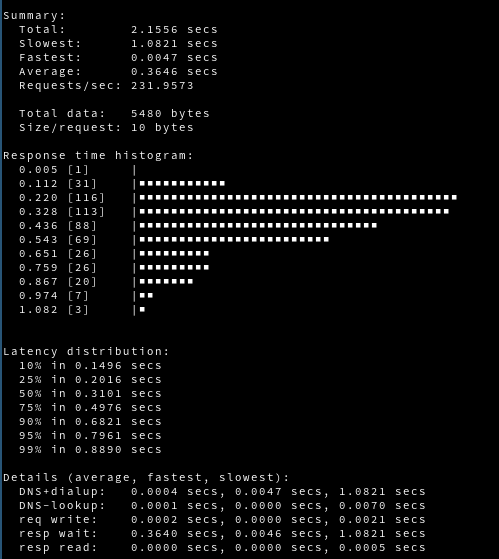 Summary:
  Total:        2.1556 secs
  Slowest:      1.0821 secs
  Fastest:      0.0047 secs
  Average:      0.3646 secs
  Requests/sec: 231.9573

  Total data:   5480 bytes
  Size/request: 10 bytes

Response time histogram:
  0.005 [1]     |
  0.112 [31]    |■■■■■■■■■■■
  0.220 [116]   |■■■■■■■■■■■■■■■■■■■■■■■■■■■■■■■■■■■■■■■■
  0.328 [113]   |■■■■■■■■■■■■■■■■■■■■■■■■■■■■■■■■■■■■■■■
  0.436 [88]    |■■■■■■■■■■■■■■■■■■■■■■■■■■■■■■
  0.543 [69]    |■■■■■■■■■■■■■■■■■■■■■■■■
  0.651 [26]    |■■■■■■■■■
  0.759 [26]    |■■■■■■■■■
  0.867 [20]    |■■■■■■■
  0.974 [7]     |■■
  1.082 [3]     |■

Latency distribution:
  10% in 0.1496 secs
  25% in 0.2016 secs
  50% in 0.3101 secs
  75% in 0.4976 secs
  90% in 0.6821 secs
  95% in 0.7961 secs
  99% in 0.8890 secs

Details (average, fastest, slowest):
  DNS+dialup:   0.0004 secs, 0.0047 secs, 1.0821 secs
  DNS-lookup:   0.0001 secs, 0.0000 secs, 0.0070 secs
  req write:    0.0002 secs, 0.0000 secs, 0.0021 secs
  resp wait:    0.3640 secs, 0.0046 secs, 1.0821 secs
  resp read:    0.0000 secs, 0.0000 secs, 0.0005 secs